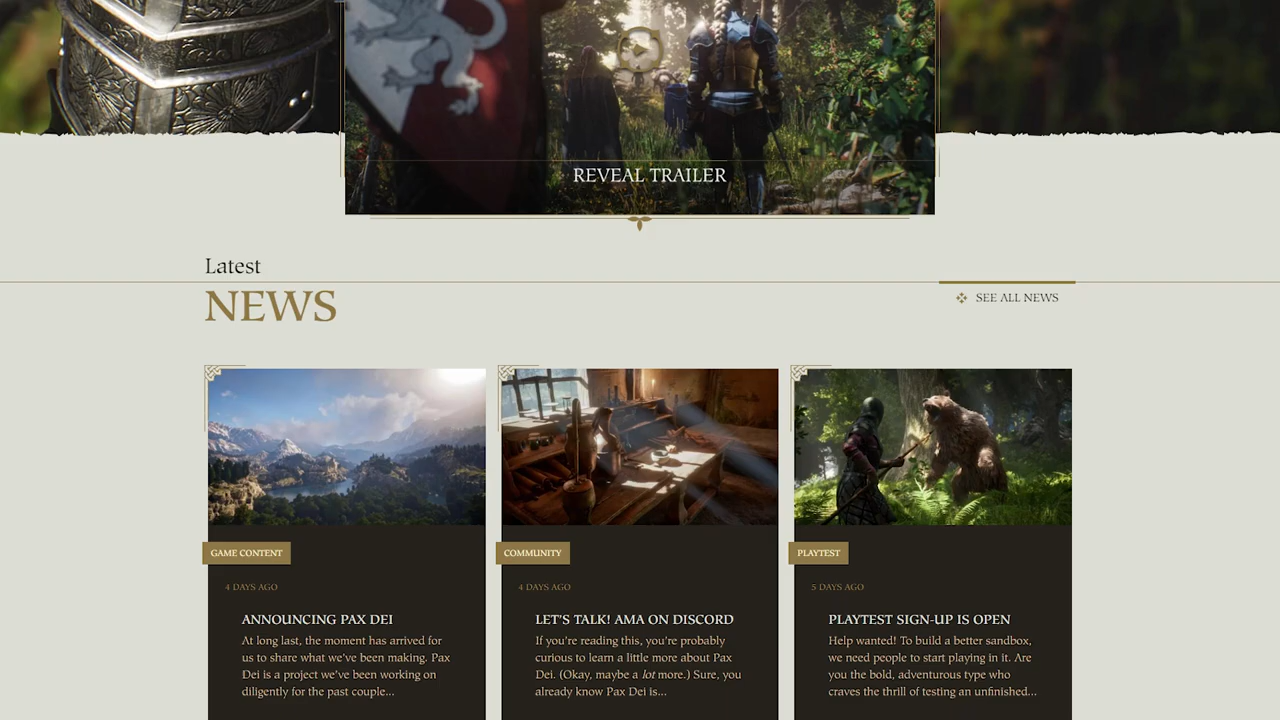 REVEAL TRAILER
Latest
NEWS
SEE ALL NEWS
GAME CONTENT
4 DAYS AGO
ANNOUNCING PAX DEI
At long last, the moment has arrived for
us to share what we've been making. Pax
Dei is a project we've been working on
diligently for the past couple...
COMMUNITY
4 DAYS AGO
LET'S TALK! AMA ON DISCORD
If you're reading this, you're probably
curious to learn a little more about Pax
Dei. (Okay, maybe a lot more.) Sure, you
already know Pax Dei is...
PLAYTEST
5 DAYS AGO
PLAYTEST SIGN-UP IS OPEN
Help wanted! To build a better sandbox,
we need people to start playing in it. Are
you the bold, adventurous type who
craves the thrill of testing an unfinished...